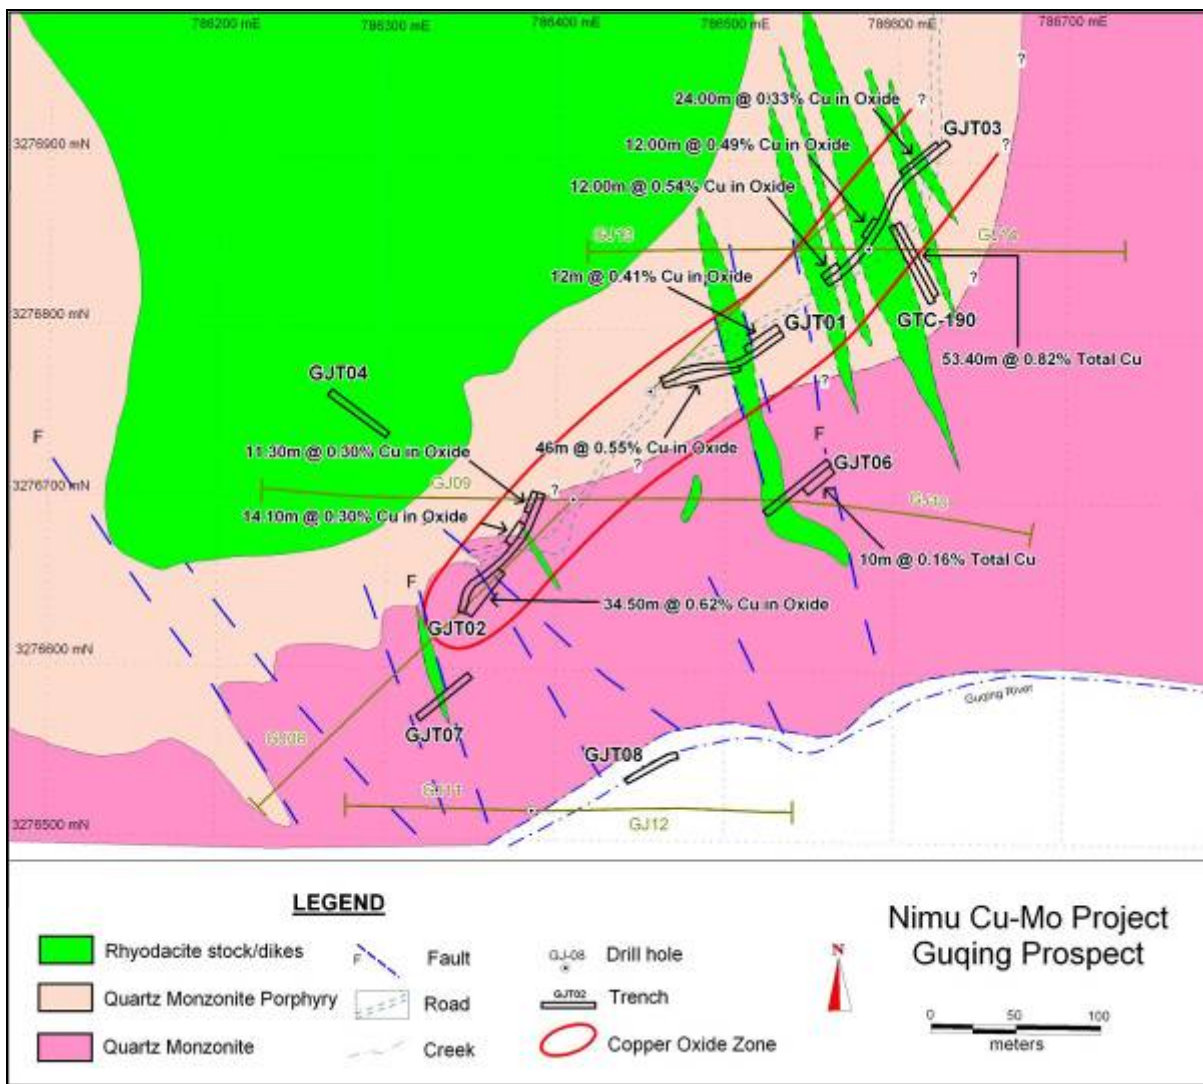 786200 mE
786300 mE
786400 mE
786500 mE
786600 mE
786700 mE
?
24.00m @ 0.33% Cu in Oxide
?
GJT03
3276900 mN
12.00m @ 0.49% Cu in Oxide
?
12.00m @ 0.54% Cu in Oxide
GJ13
GJ14
12m @ 0.41% Cu in Oxide
?
3276800 mN
GJT01
GTC-190
53.40m @ 0.82% Total Cu
GJT04
?
F
F
11.30m @ 0.30% Cu in Oxide
46m @ 0.55% Cu in Oxide
?
?
GJT06
3276700 mN
GJ09
?
14.10m @ 0.30% Cu in Oxide
10m @ 0.16% Total Cu
F
34.50m @ 0.62% Cu in Oxide
GJT02
3276600 mN
Guqing River
GJT07
GJT08
GJ11
3276500 mN
GJ12
LEGEND
Rhyodacite stock/dikes
Quartz Monzonite Porphyry
Quartz Monzonite
F
Fault
Road
Creek
GJ-08
Drill hole
GJT02
Trench
Copper Oxide Zone
N
Nimu Cu-Mo Project
Guqing Prospect
0 50 100
meters